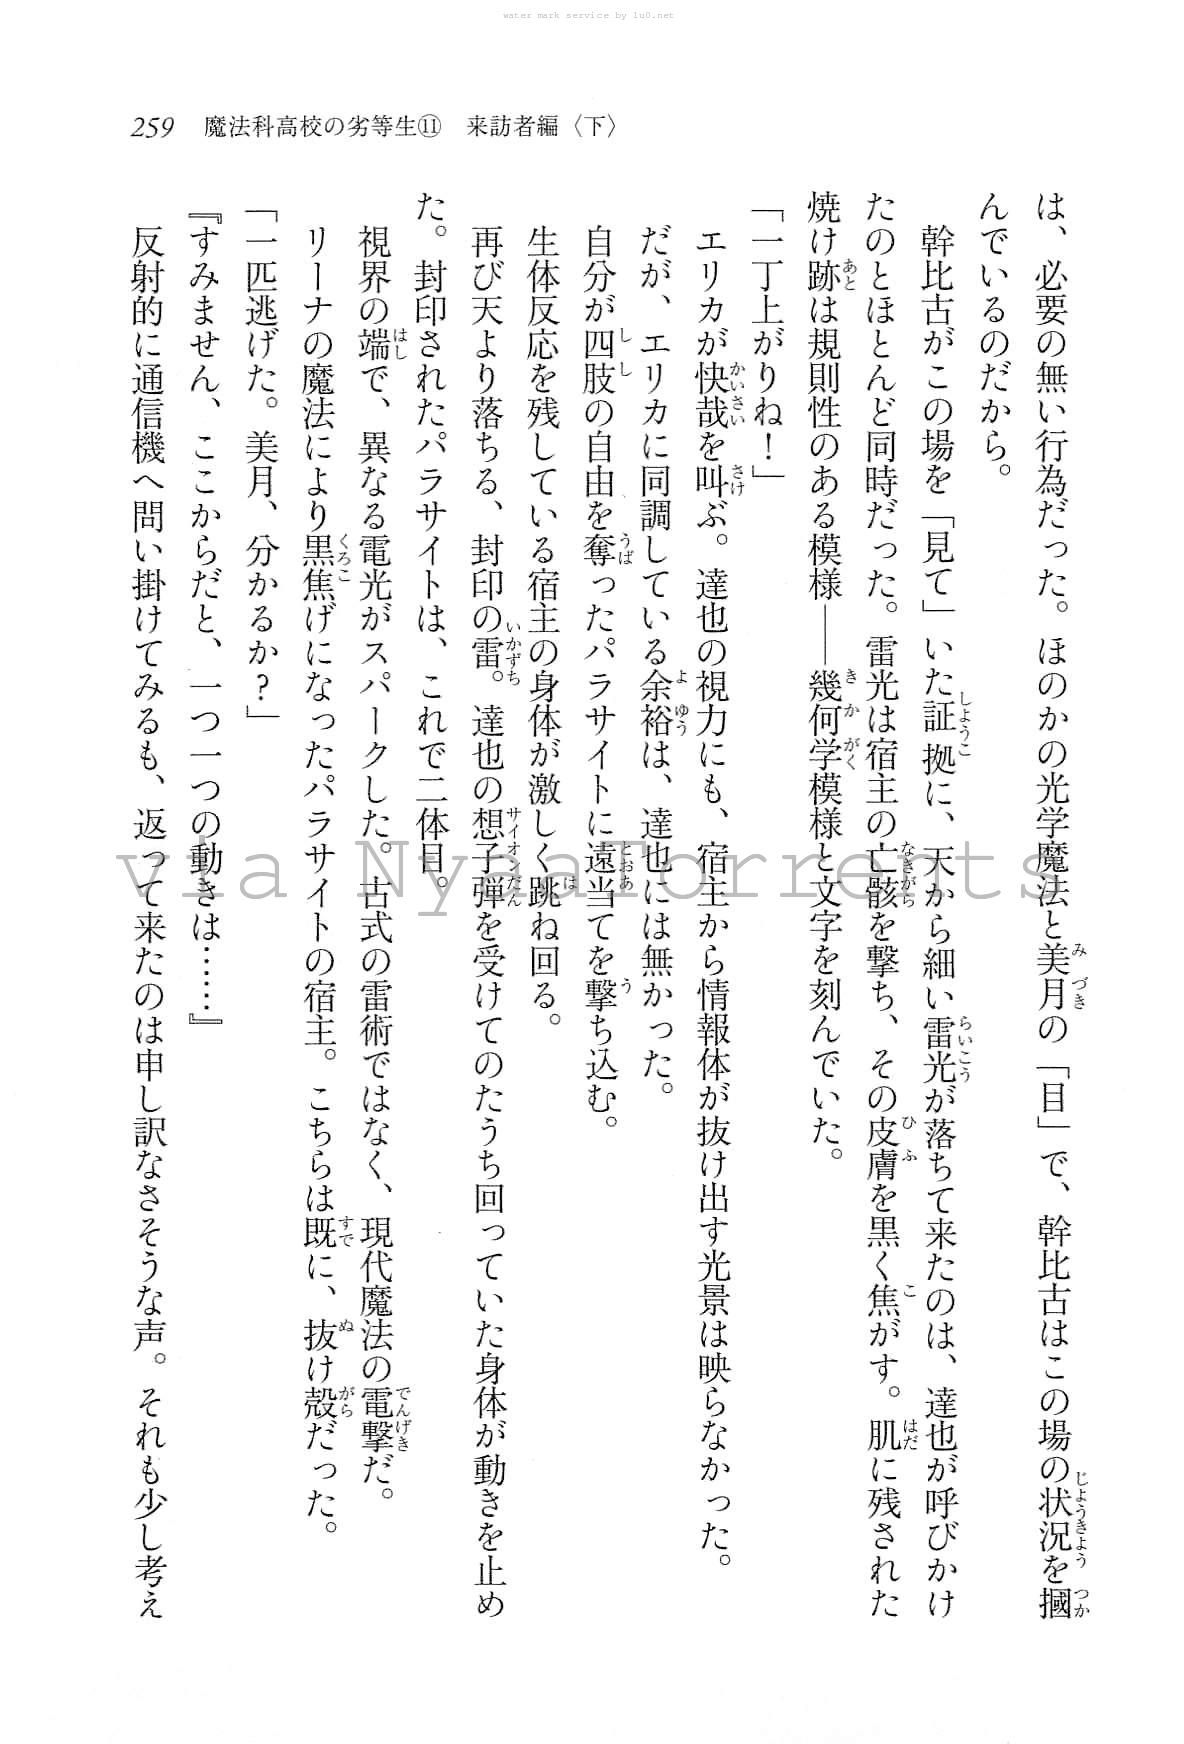 water mark service by lu0.net
259 魔法科高校の劣等生⑪ 来訪者編〈下〉
は、必要の無い行為だった。ほのかの光学魔法と美月の「目」で、幹比古はこの場の状況を摑
んでいるのだから。
幹比古がこの場を「見て」いた証拠に、天から細い雷光が落ちて来たのは、達也が呼びかけ
たのとほとんど同時だった。雷光は宿主の亡骸を撃ち、その皮膚を黒く焦がす。肌に残された
焼け跡は規則性のある模様――幾何学模様と文字を刻んでいた。
「一丁上がりね！」
エリカが快哉を叫ぶ。達也の視力にも、宿主から情報体が抜け出す光景は映らなかった。
だが、エリカに同調している余裕は、達也には無かった。
自分が四肢の自由を奪ったパラサイトに遠当てを撃ち込む。
生体反応を残している宿主の身体が激しく跳ね回る。
再び天より落ちる、封印の雷。達也の想子弾を受けてのたうち回っていた身体が動きを止め
た。封印されたパラサイトは、これで二体目。
視界の端で、異なる電光がスパークした。古式の雷術ではなく、現代魔法の電撃だ。
リーナの魔法により黒焦げになったパラサイトの宿主。こちらは既に、抜け殻だった。
「一匹逃げた。美月、分かるか？」
『すみません、ここからだと、一つ一つの動きは……』
反射的に通信機へ問い掛けてみるも、返って来たのは申し訳なさそうな声。それも少し考え
via NyaaTorrents